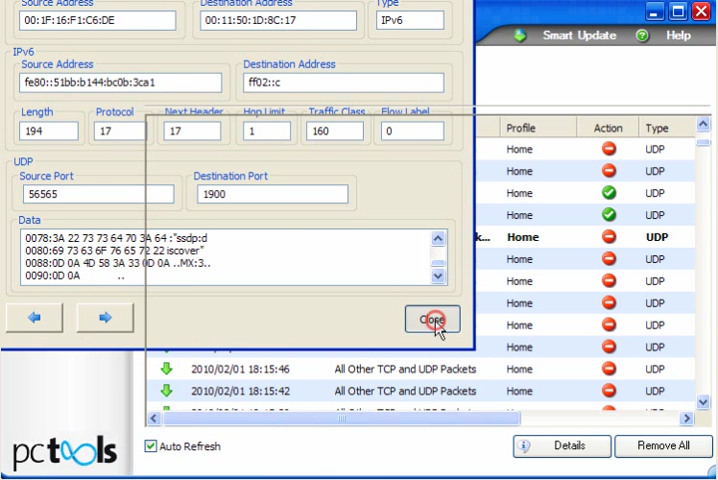 Source Address
Destination Address
Type
00:1F:16:F1:C6:DE
00:11:50:1D:8C:17
IPv6
Smart Update
Help
IPv6
Source Address
Destination Address
fe80::51bb:b144:bc0b:3ca1
ff02::c
Length
Protocol
Next Header
Hop Limit
Traffic Class
Flow Label
194
17
17
1
160
0
Profile
Action
Type
Home
UDP
Home
UDP
Home
UDP
Home
UDP
k...
Home
UDP
Home
UDP
Home
UDP
Home
UDP
Home
UDP
Home
UDP
UDP
Source Port
Destination Port
56565
1900
Data
0078:3A 22 73 73 64 70 3A 64 :"ssdp:d
0080:69 73 63 6F 76 65 72 22 iscover"
0088:0D 0A 4D 58 3A 33 0D 0A ..MX:3..
0090:0D 0A ..
Close
2010/02/01 18:15:46 All Other TCP and UDP Packets Home UDP
2010/02/01 18:15:42 All Other TCP and UDP Packets Home UDP
Auto Refresh
Details
Remove All
pctools